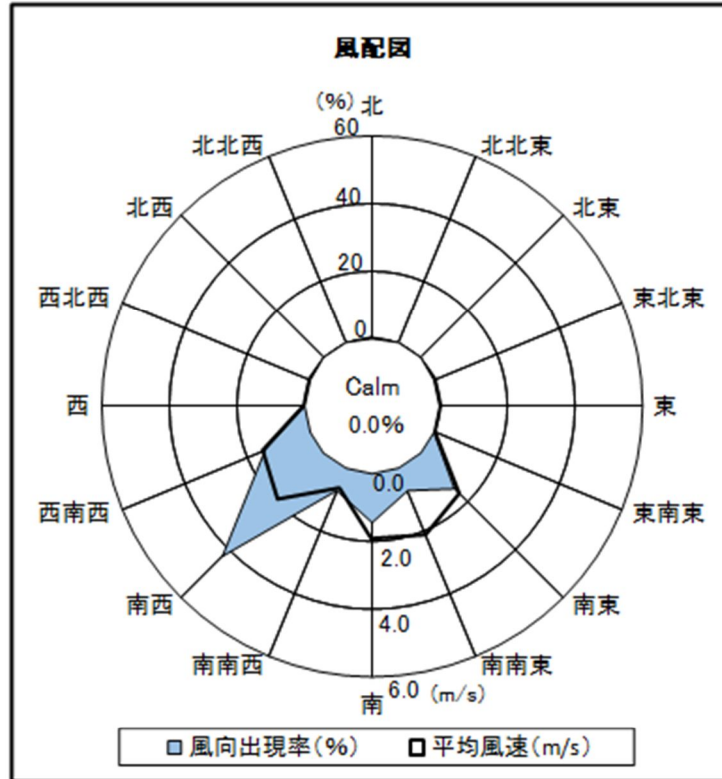 風配図
(%) 北
60
北北西
北北東
北西
40
北東
20
西北西
東北東
0
Calm
西
東
0.0%
0.0
西南西
東南東
2.0
南西
南東
4.0
南南西
南南東
南 6.0 (m/s)
風向出現率(%) 平均風速(m/s)